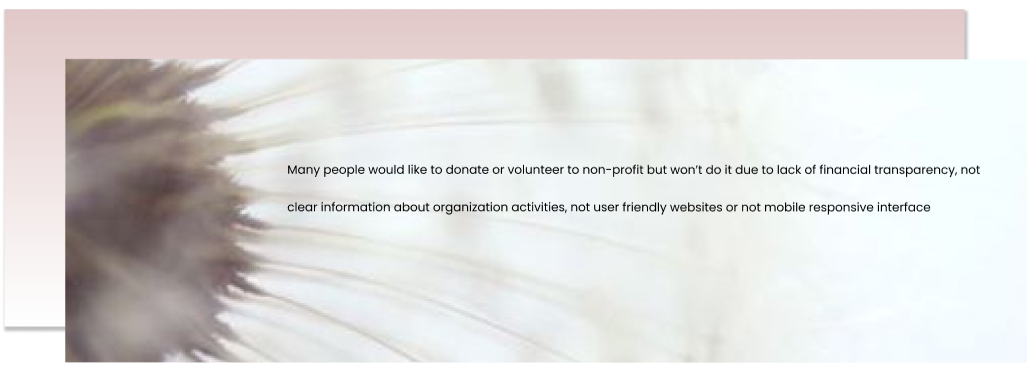 Many people would like to donate or volunteer to non-profit but won't do it due to lack of financial transparency, not
clear information about organization activities, not user friendly websites or not mobile responsive interface